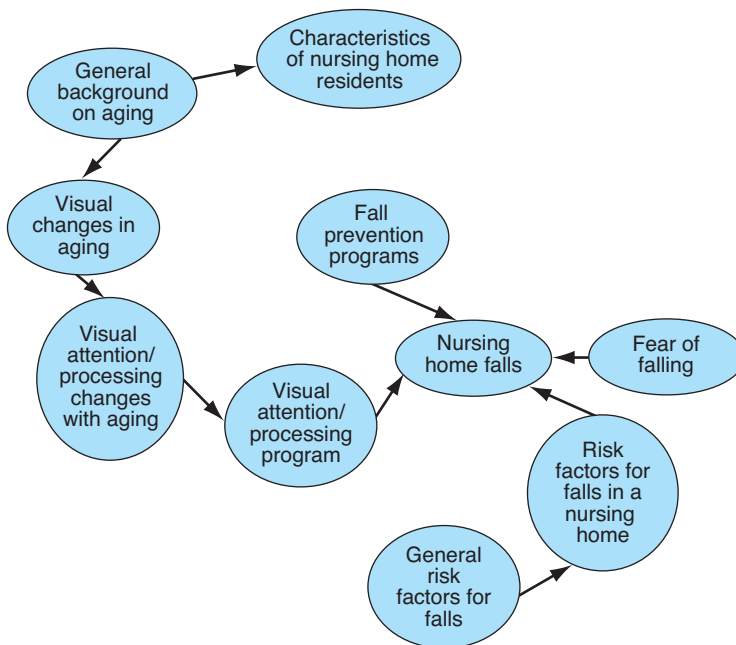 Characteristics
of nursing home
residents
General
background
on aging
Visual
changes in
aging
Fall
prevention
programs
Visual
attention/
processing
changes
with aging
Nursing
home falls
Fear of
falling
Visual
attention/
processing
program
Risk
factors for
falls in a
nursing
home
General
risk
factors for
falls